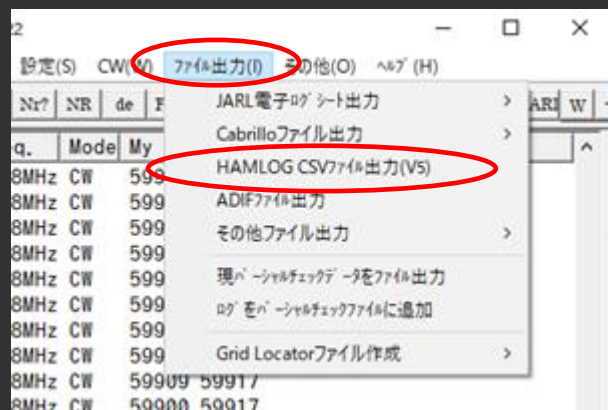 22
設定(S) CW(W) ファイル出力(I) その他(O) ヘルプ(H)
Nr? NR de F ARI W
q. Mode My
JARL電子ログシート出力
Cabrilloファイル出力
HAMLOG CSVファイル出力(V5)
ADIFファイル出力
その他ファイル出力
現パーシャルチェックデータをファイル出力
ログをパーシャルチェックファイルに追加
Grid Locatorファイル作成
8MHz CW 599
8MHz CW 599
8MHz CW 599
8MHz CW 599
8MHz CW 599
8MHz CW 599
8MHz CW 599
8MHz CW 599
8MHz CW 59909 59917
8MHz CW 59900 59917